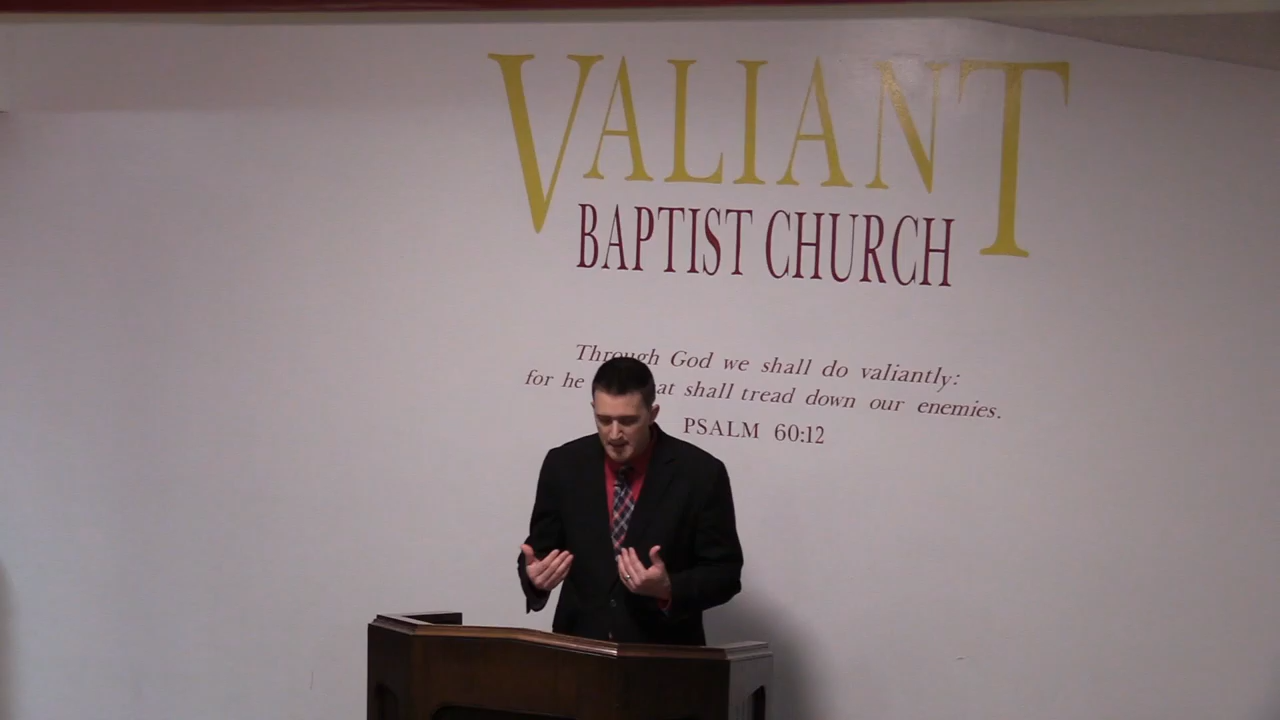 VALIANT
BAPTIST CHURCH
Through God we shall do valiantly:
for he at shall tread down our enemies.
PSALM 60:12